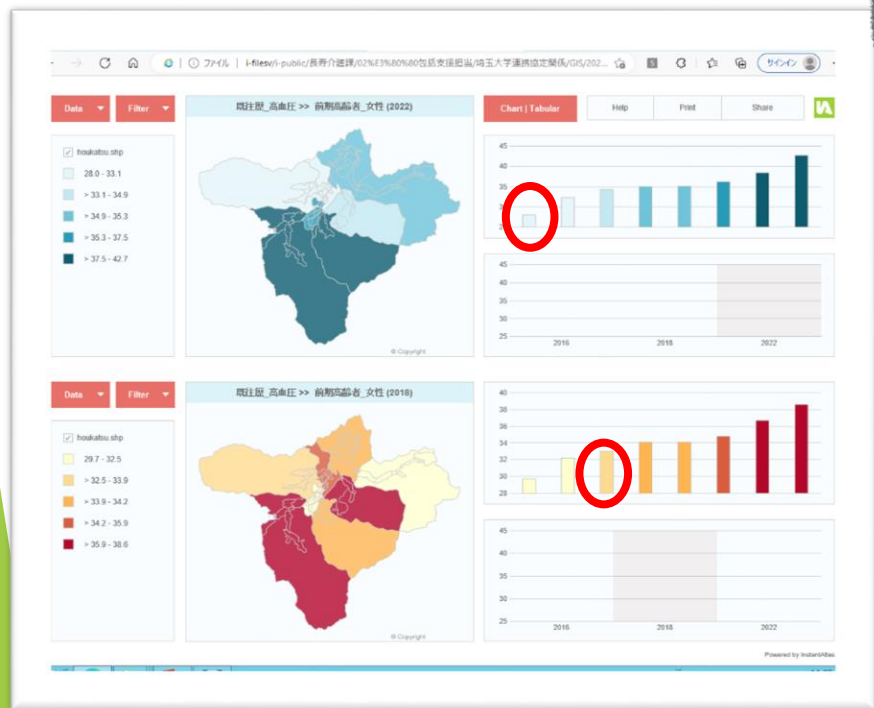 ファイル | i-filesv/i-public/長寿介護課/02%E3%80%80包括支援担当/埼玉大学連携協定関係/GIS/202...
サインイン
Data
Filter
既往歴_高血圧 >> 前期高齢者_女性 (2022)
Chart | Tabular
Help
Print
Share
houkatsu.shp
28.0 - 33.1
> 33.1 - 34.9
> 34.9 - 35.3
> 35.3 - 37.5
> 37.5 - 42.7
© Copyright
45
40
35
45
40
35
30
25
2016 2018 2022
Data
Filter
既往歴_高血圧 >> 前期高齢者_女性 (2018)
houkatsu.shp
29.7 - 32.5
> 32.5 - 33.9
> 33.9 - 34.2
> 34.2 - 35.9
> 35.9 - 38.6
© Copyright
40
38
36
34
32
30
28
45
40
35
30
25
2016 2018 2022
Powered by InstantAtlas